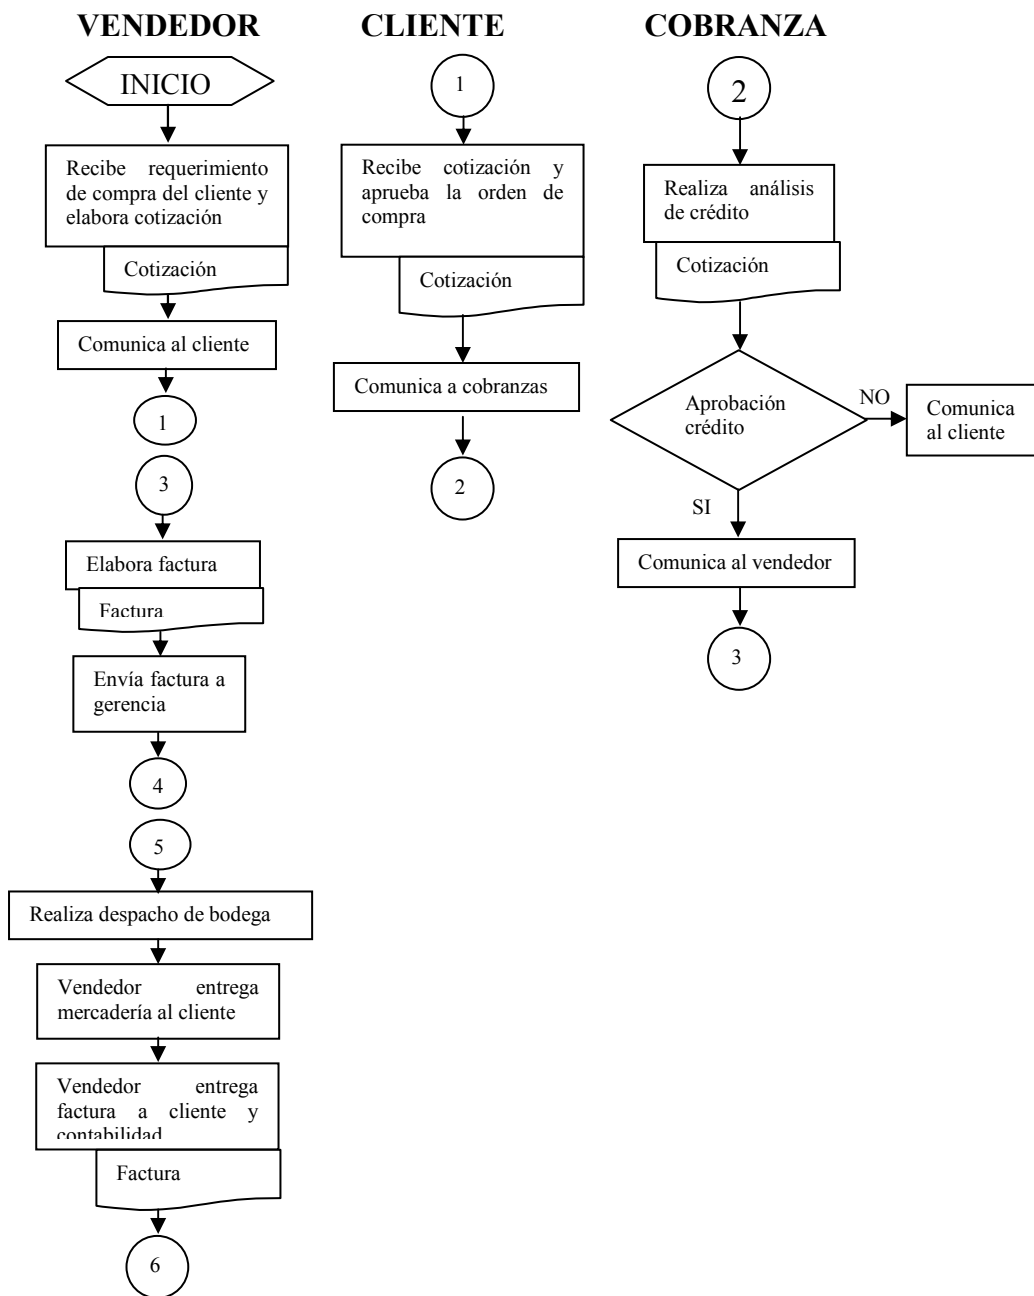 VENDEDOR
INICIO
Recibe requerimiento
de compra del cliente y
elabora cotización
Cotización
Comunica al cliente
1
3
Elabora factura
Factura
Envía factura a
gerencia
4
5
Realiza despacho de bodega
Vendedor entrega
mercadería al cliente
Vendedor entrega
factura a cliente y
contabilidad
Factura
6
CLIENTE
1
Recibe cotización y
aprueba la orden de
compra
Cotización
Comunica a cobranzas
2
COBRANZA
2
Realiza análisis
de crédito
Cotización
Aprobación
crédito
NO
Comunica
al cliente
SI
Comunica al vendedor
3